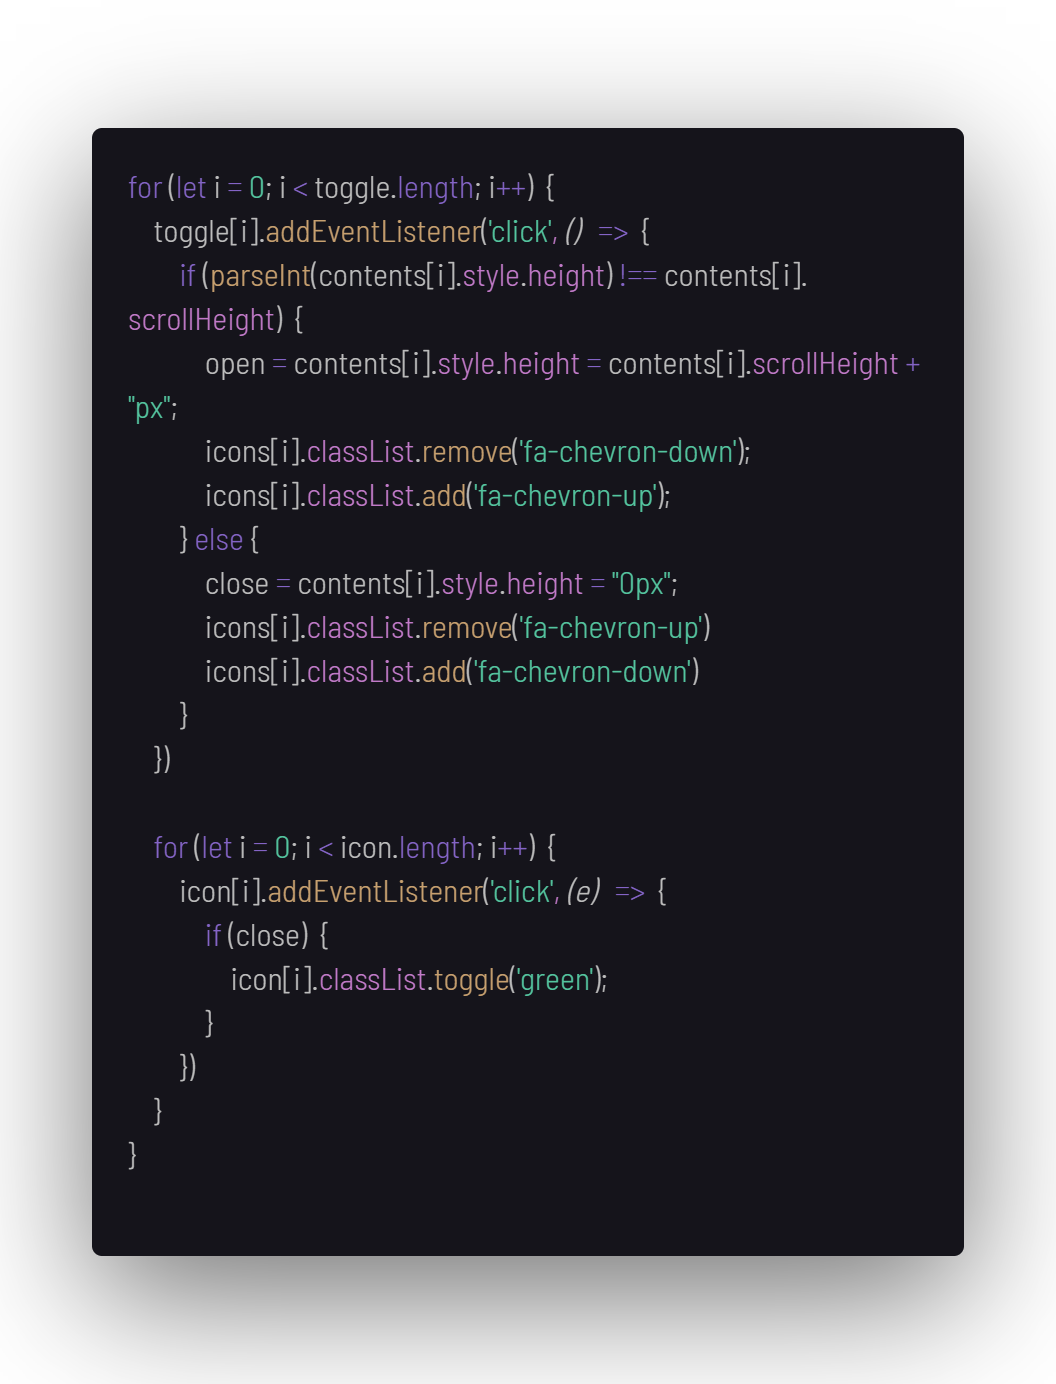 for (let i = 0; i < toggle.length; i++) {
    toggle[i].addEventListener('click', () => {
        if (parseInt(contents[i].style.height) !== contents[i].
scrollHeight) {
            open = contents[i].style.height = contents[i].scrollHeight +
"px";
            icons[i].classList.remove('fa-chevron-down');
            icons[i].classList.add('fa-chevron-up');
        } else {
            close = contents[i].style.height = "0px";
            icons[i].classList.remove('fa-chevron-up')
            icons[i].classList.add('fa-chevron-down')
        }
    })

    for (let i = 0; i < icon.length; i++) {
        icon[i].addEventListener('click', (e) => {
            if (close) {
                icon[i].classList.toggle('green');
            }
        })
    }
}